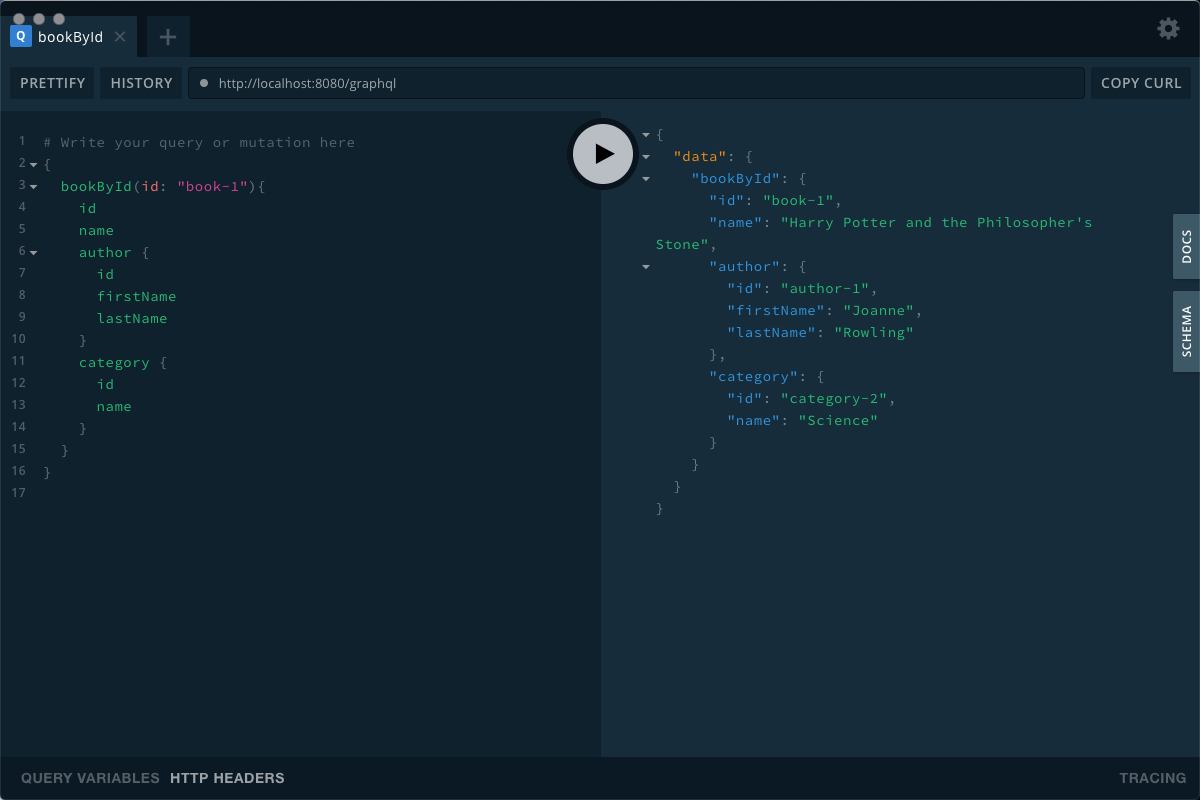 Q bookById ✕ +
PRETTIFY HISTORY http://localhost:8080/graphql COPY CURL
1 # Write your query or mutation here
2 {
3 bookById(id: "book-1"){
4 id
5 name
6 author {
7 id
8 firstName
9 lastName
10 }
11 category {
12 id
13 name
14 }
15 }
16 }
17
{
"data": {
"bookById": {
"id": "book-1",
"name": "Harry Potter and the Philosopher's
Stone",
"author": {
"id": "author-1",
"firstName": "Joanne",
"lastName": "Rowling"
},
"category": {
"id": "category-2",
"name": "Science"
}
}
}
}
DOCS
SCHEMA
QUERY VARIABLES HTTP HEADERS TRACING